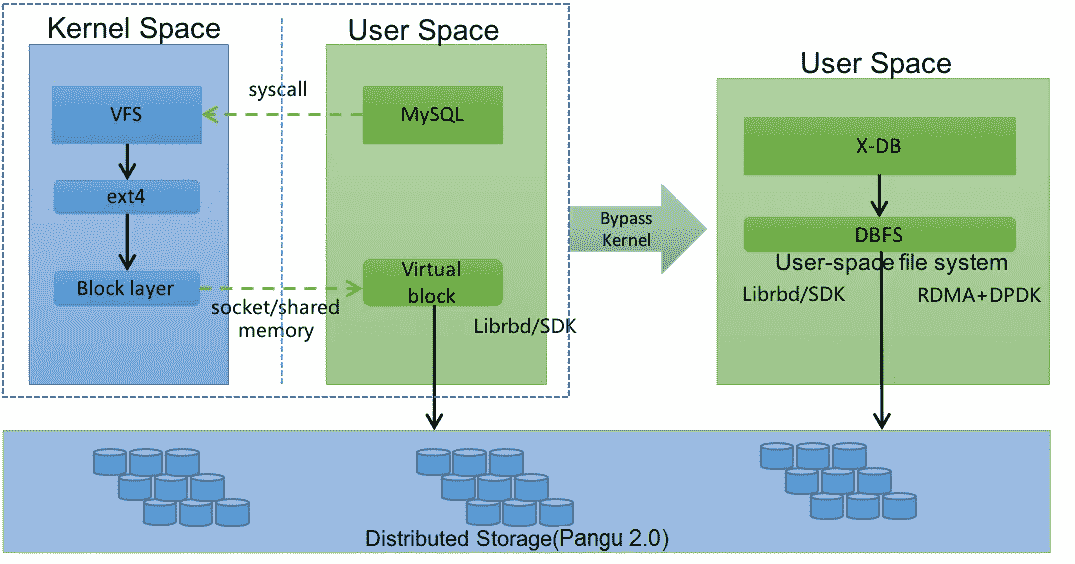 Kernel Space
User Space
syscall
VFS
MySQL
ext4
Block layer
socket/shared
memory
Virtual
block
Librbd/SDK
Bypass
Kernel
User Space
X-DB
DBFS
User-space file system
Librbd/SDK
RDMA+DPDK
Distributed Storage(Pangu 2.0)